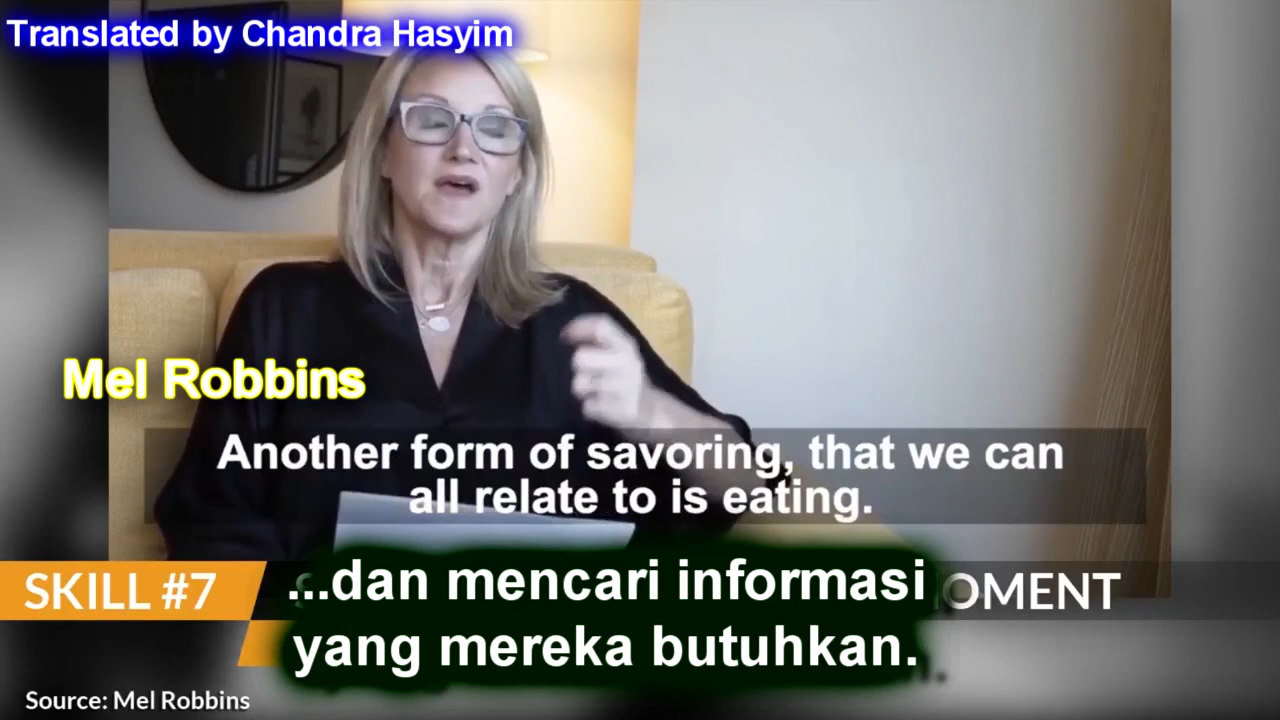 Translated by Chandra Hasyim
Mel Robbins
Another form of savoring, that we can
all relate to is eating.
SKILL #7
...dan mencari informasi
yang mereka butuhkan.
OMENT
Source: Mel Robbins